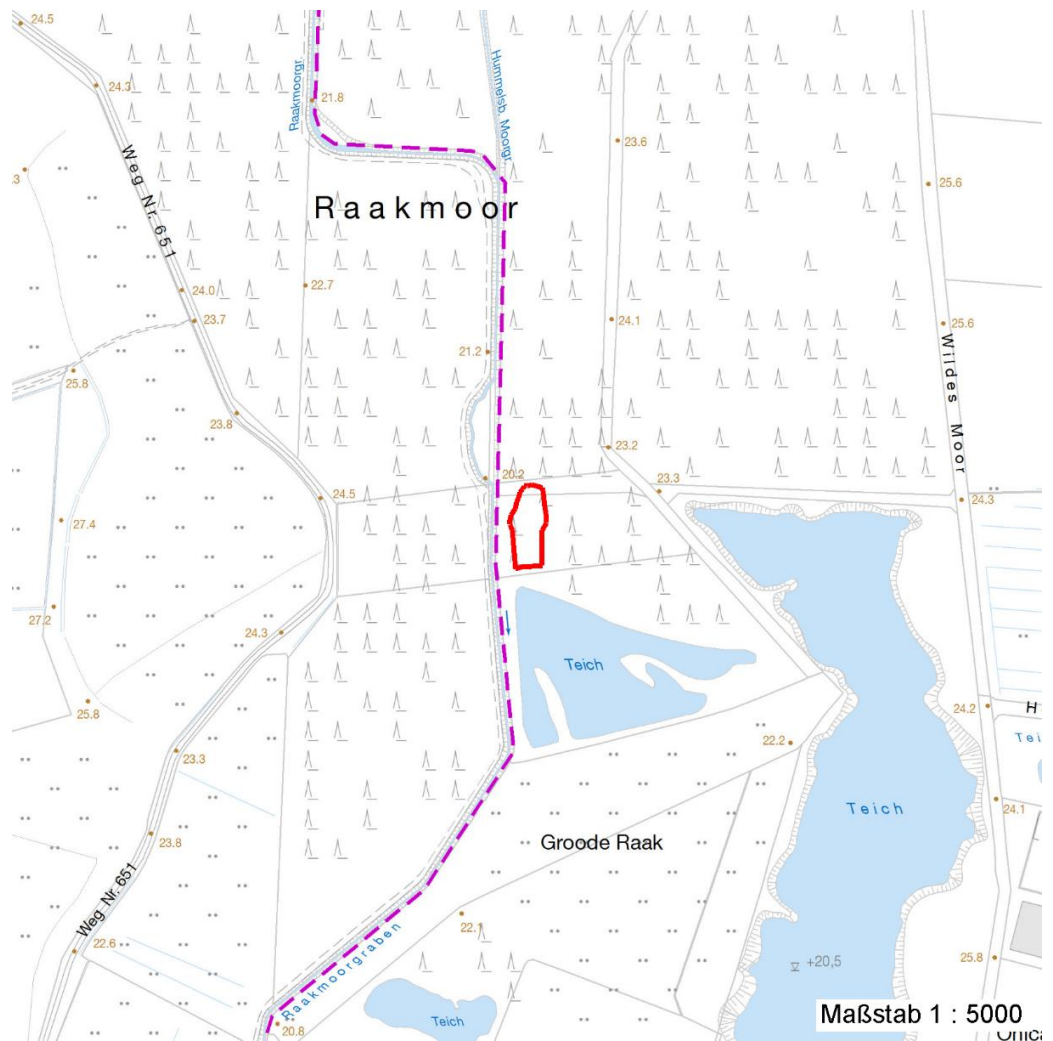 24.5
24.3
21.8
Raakmoorgr.
Hummelsb. Moorgr.
23.6
Weg Nr. 651
25.6
Raakmoor
24.0
22.7
23.7
24.1
25.6
21.2
Wildes Moor
25.8
23.8
23.2
20.2
24.5
23.3
24.3
27.4
27.2
24.3
Teich
25.8
24.2
H
22.2
Tei
23.3
Teich
24.1
23.8
Groode Raak
Weg Nr. 651
22.1
22.6
25.8
+20,5
Raakmoorgraben
20.8
Teich
Maßstab 1 : 5000